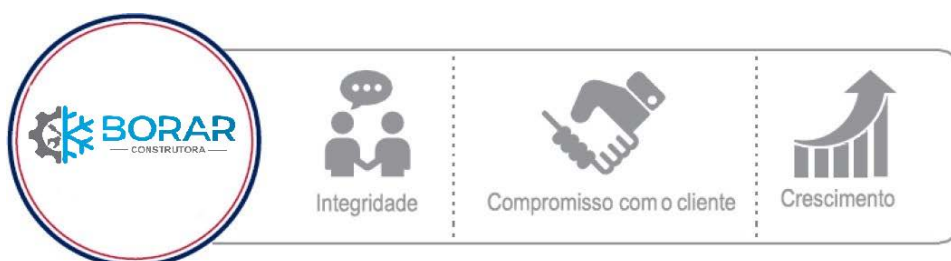 BORAR
CONSTRUTORA
Integridade
Compromisso com o cliente
Crescimento